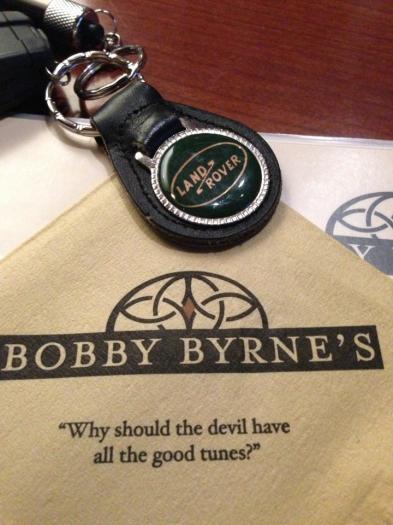 LAND
ROVER
BOBBY BYRNE'S
Y
“Why should the devil have
all the good tunes?”